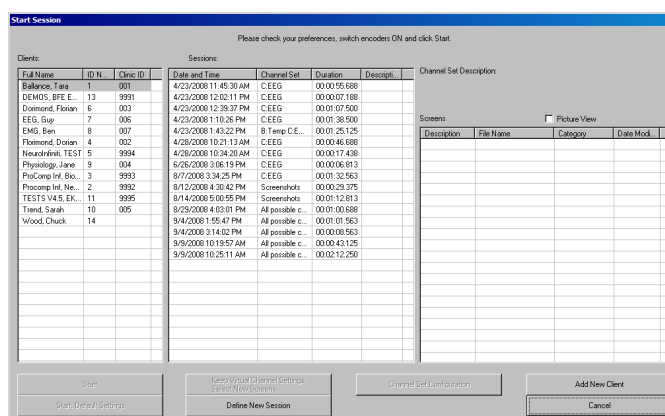 Start Session
Please check your preferences, switch encoders ON and click Start.
Clients:
Full Name ID N... Clinic ID
Ballance, Tara 1 001
DEMOS, BFE E... 13 9991
Dorimond, Florian 6 003
EEG, Guy 7 006
EMG, Ben 8 007
Florimond, Dorian 4 002
NeuroInfiniti, TEST 5 9994
Physiology, Jane 9 004
ProComp Inf, Bio... 3 9993
Procomp Inf, Ne... 2 9992
TESTS V4.5, EK... 11 9995
Trend, Sarah 10 005
Wood, Chuck 14
Sessions:
Date and Time Channel Set Duration Descripti...
4/23/2008 11:45:30 AM C:EEG 00:00:55.688
4/23/2008 12:02:11 PM C:EEG 00:00:07.188
4/23/2008 12:39:37 PM C:EEG 00:01:07.500
4/23/2008 1:10:26 PM C:EEG 00:01:38.500
4/23/2008 1:43:22 PM B:Temp C:E... 00:01:25.125
4/28/2008 10:21:13 AM C:EEG 00:00:46.688
4/28/2008 10:34:20 AM C:EEG 00:00:17.438
6/26/2008 3:06:19 PM C:EEG 00:00:06.813
8/7/2008 3:34:25 PM C:EEG 00:01:32.563
8/12/2008 4:30:42 PM Screenshots 00:00:29.375
8/14/2008 5:00:55 PM Screenshots 00:01:12.813
8/29/2008 4:03:01 PM All possible c... 00:01:00.688
9/4/2008 1:55:47 PM All possible c... 00:01:01.563
9/4/2008 3:14:02 PM All possible c... 00:00:08.563
9/9/2008 10:19:57 AM All possible c... 00:00:43.125
9/9/2008 10:25:11 AM All possible c... 00:02:12.250
Channel Set Description:
Screens Picture View
Description File Name Category Date Modi...
Start
Keep Virtual Channel Settings.
Select New Screens
Channel Set Configuration
Add New Client
Start: Default Settings
Define New Session
Cancel